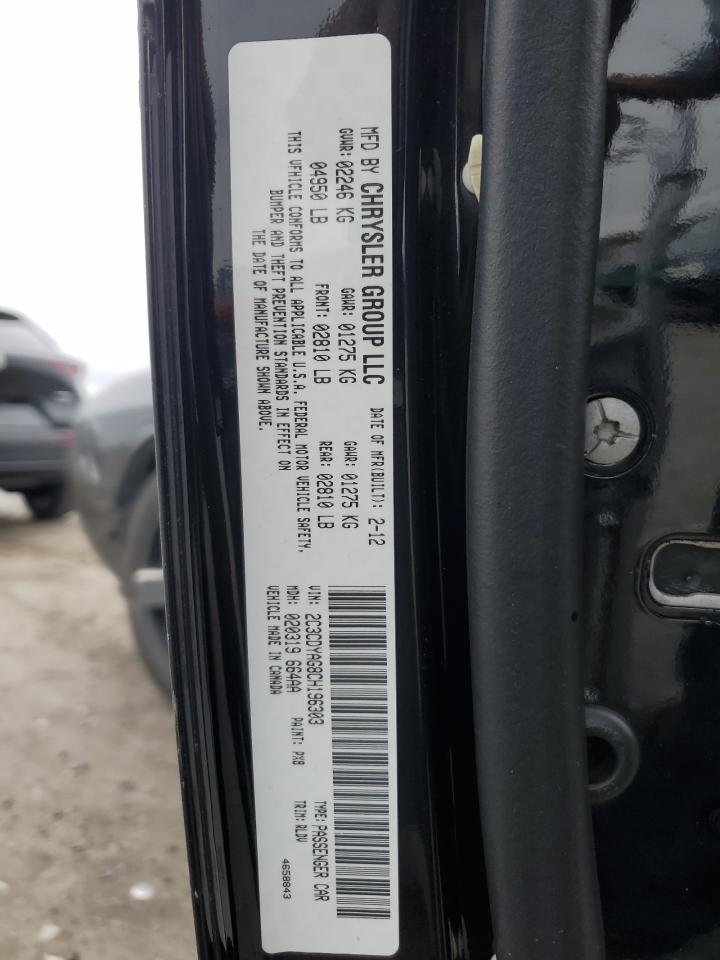 MFD BY CHRYSLER GROUP LLC DATE OF MFR(BUILT): 2-12
GVWR: 02246 KG GAWR: 01275 KG GAWR: 01275 KG
04950 LB FRONT: 02810 LB REAR: 02810 LB
THIS VEHICLE CONFORMS TO ALL APPLICABLE U.S.A. FEDERAL MOTOR VEHICLE SAFETY,
BUMPER AND THEFT PREVENTION STANDARDS IN EFFECT ON
THE DATE OF MANUFACTURE SHOWN ABOVE.
VIN: 2C3CDYAG8CH196303 TYPE: PASSENGER CAR
MDH: 020319 664AA PAINT: PX8 TRIM: RLDV
VEHICLE MADE IN CANADA 4658843